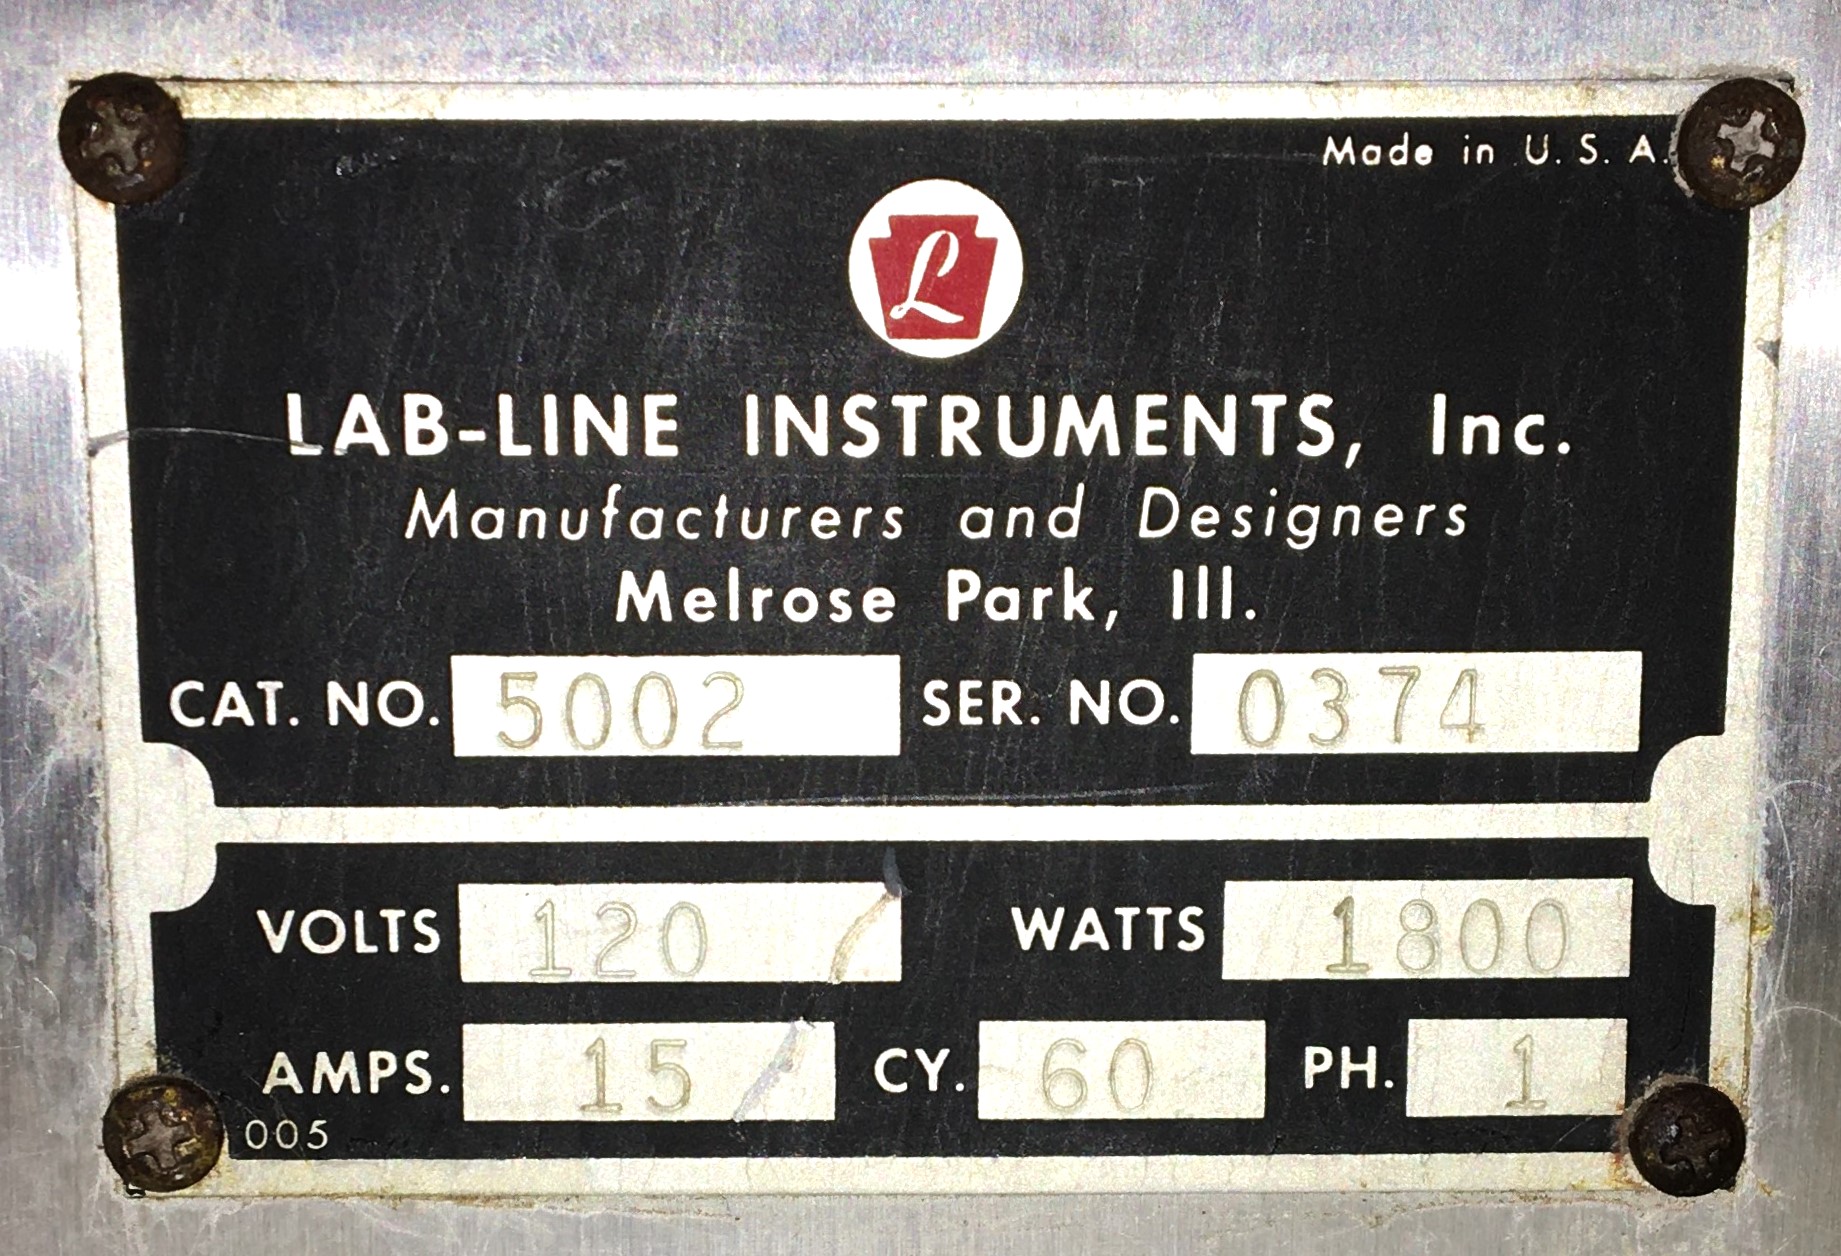 Made in U. S. A.
L
LAB-LINE INSTRUMENTS, Inc.
Manufacturers and Designers
Melrose Park, Ill.
CAT. NO. 5002 SER. NO. 0374
VOLTS 120 WATTS 1800
AMPS. 15 CY. 60 PH. 1
005